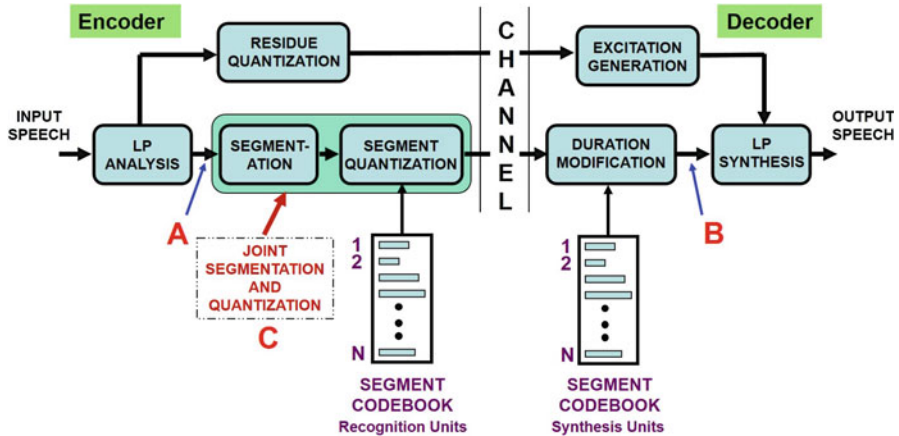 Encoder
Decoder
RESIDUE
QUANTIZATION
EXCITATION
GENERATION
CHANNEL
INPUT
SPEECH
LP
ANALYSIS
SEGMENT-
ATION
SEGMENT
QUANTIZATION
DURATION
MODIFICATION
LP
SYNTHESIS
OUTPUT
SPEECH
A
B
JOINT
SEGMENTATION
AND
QUANTIZATION
C
1
2
N
SEGMENT
CODEBOOK
Recognition Units
1
2
N
SEGMENT
CODEBOOK
Synthesis Units